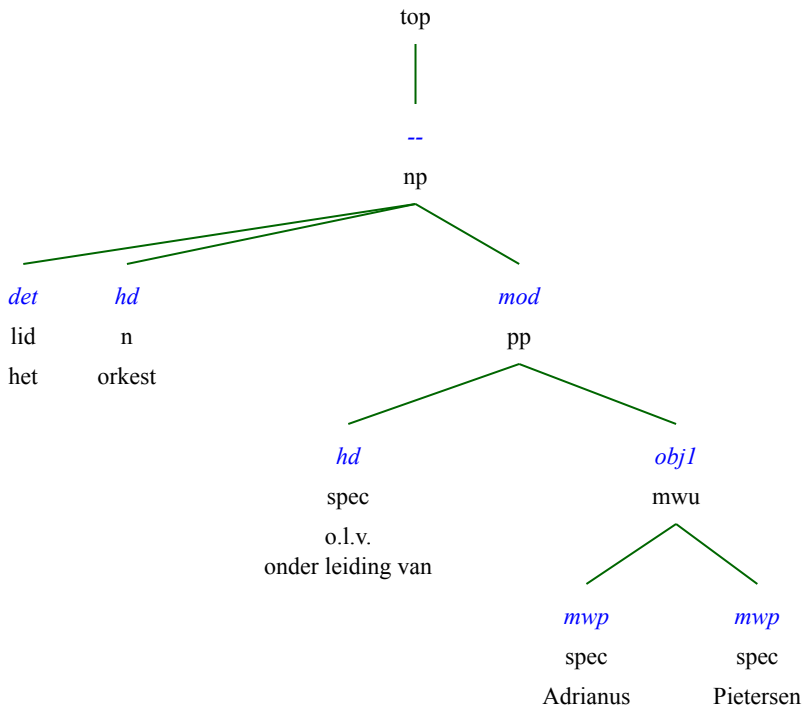 top
--
np
det hd mod
lid n pp
het orkest
hd obj1
spec mwu
o.l.v.
onder leiding van
mwp mwp
spec spec
Adrianus Pietersen